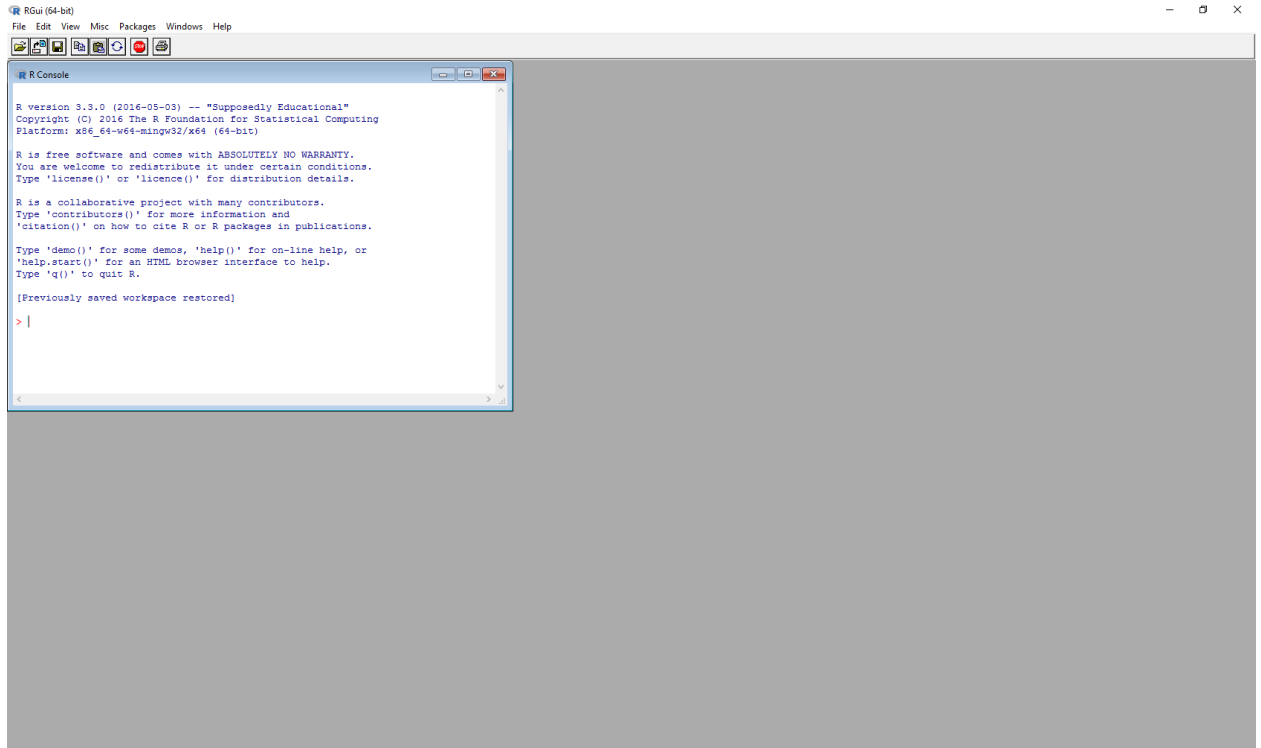 RGui (64-bit)
File Edit View Misc Packages Windows Help
STOP
R Console
R version 3.3.0 (2016-05-03) -- "Supposedly Educational"
Copyright (C) 2016 The R Foundation for Statistical Computing
Platform: x86_64-w64-mingw32/x64 (64-bit)
R is free software and comes with ABSOLUTELY NO WARRANTY.
You are welcome to redistribute it under certain conditions.
Type 'license()' or 'licence()' for distribution details.
R is a collaborative project with many contributors.
Type 'contributors()' for more information and
'citation()' on how to cite R or R packages in publications.
Type 'demo()' for some demos, 'help()' for on-line help, or
'help.start()' for an HTML browser interface to help.
Type 'q()' to quit R.
[Previously saved workspace restored]
>